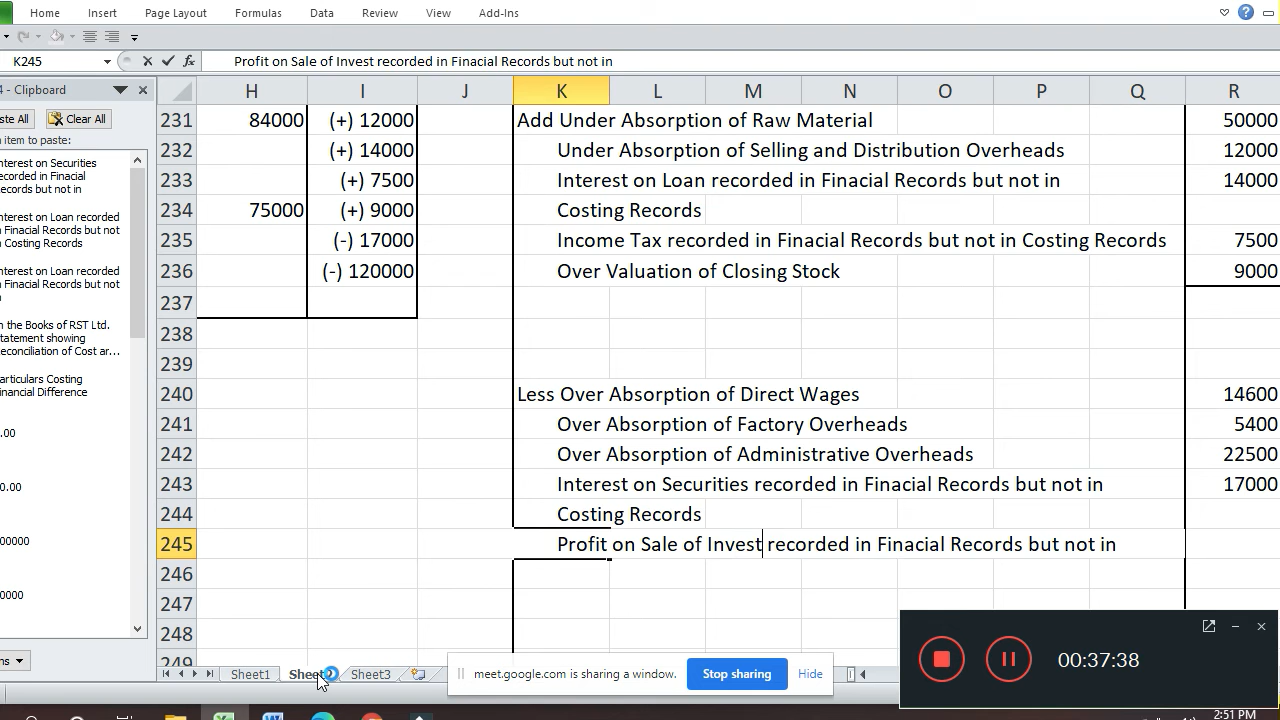 Home Insert Page Layout Formulas Data Review View Add-Ins
K245 fx Profit on Sale of Invest recorded in Finacial Records but not in
4 - Clipboard
H I J K L M N O P Q R
ste All Clear All
item to paste:
nterest on Securities
recorded in Finacial
Records but not in
nterest on Loan recorded
n Finacial Records but not
n Costing Records
nterest on Loan recorded
n Finacial Records but not
n
n the Books of RST Ltd.
tatement showing
econciliation of Cost ar...
articulars Costing
inancial Difference
.00
0.00
00000
0000
ns
231 84000 (+) 12000 Add Under Absorption of Raw Material 50000
232 (+) 14000 Under Absorption of Selling and Distribution Overheads 12000
233 (+) 7500 Interest on Loan recorded in Finacial Records but not in 14000
234 75000 (+) 9000 Costing Records
235 (-) 17000 Income Tax recorded in Finacial Records but not in Costing Records 7500
236 (-) 120000 Over Valuation of Closing Stock 9000
237
238
239
240 Less Over Absorption of Direct Wages 14600
241 Over Absorption of Factory Overheads 5400
242 Over Absorption of Administrative Overheads 22500
243 Interest on Securities recorded in Finacial Records but not in 17000
244 Costing Records
245 Profit on Sale of Invest recorded in Finacial Records but not in
246
247
248
249
Sheet1 Sheet Sheet3
meet.google.com is sharing a window. Stop sharing Hide
00:37:38
2:51 PM